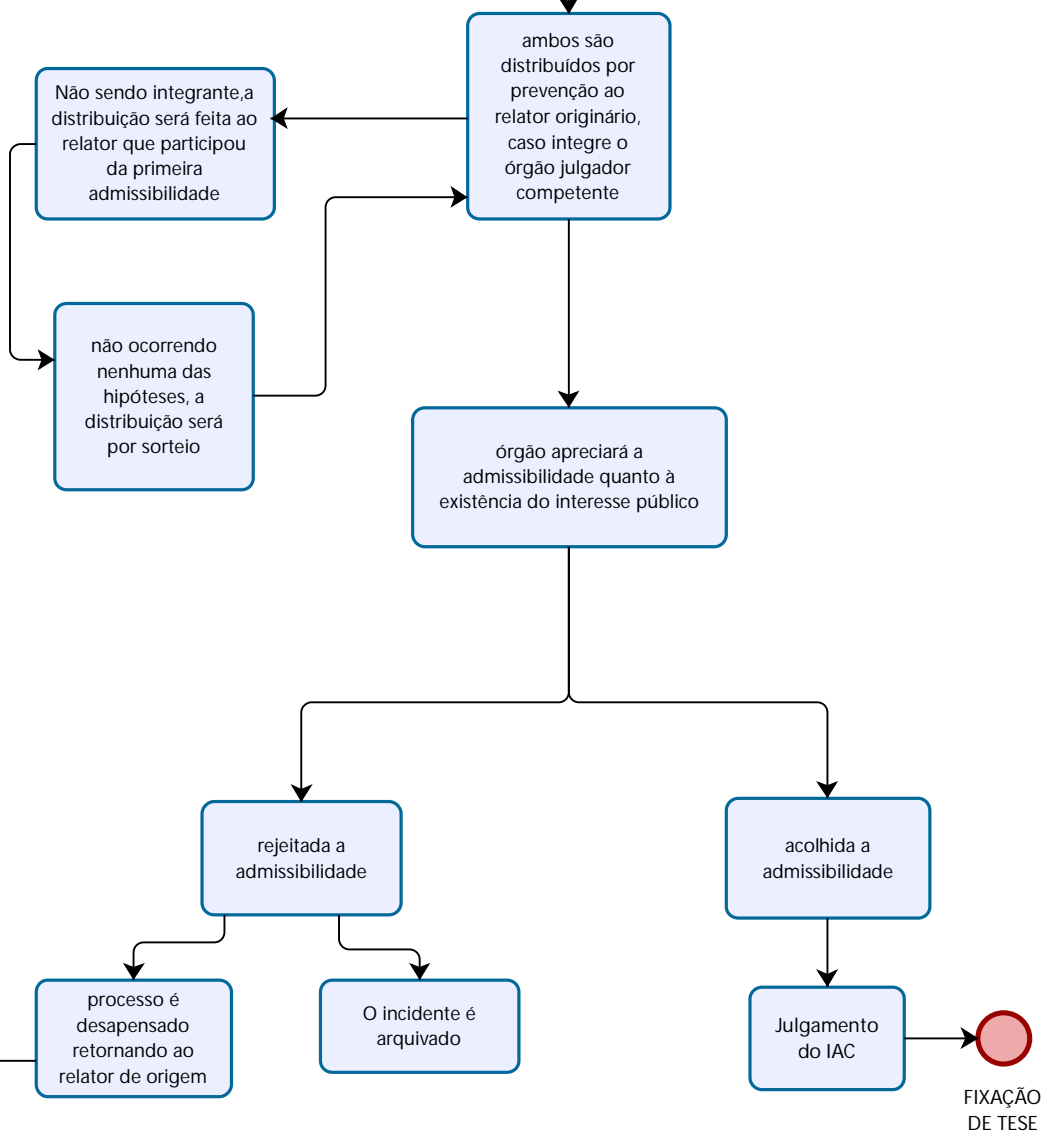 ambos são
distribuídos por
prevenção ao
relator originário,
caso integre o
órgão julgador
competente
Não sendo integrante,a
distribuição será feita ao
relator que participou
da primeira
admissibilidade
não ocorrendo
nenhuma das
hipóteses, a
distribuição será
por sorteio
órgão apreciará a
admissibilidade quanto à
existência do interesse público
rejeitada a
admissibilidade
acolhida a
admissibilidade
processo é
desapensado
retornando ao
relator de origem
O incidente é
arquivado
Julgamento
do IAC
FIXAÇÃO
DE TESE